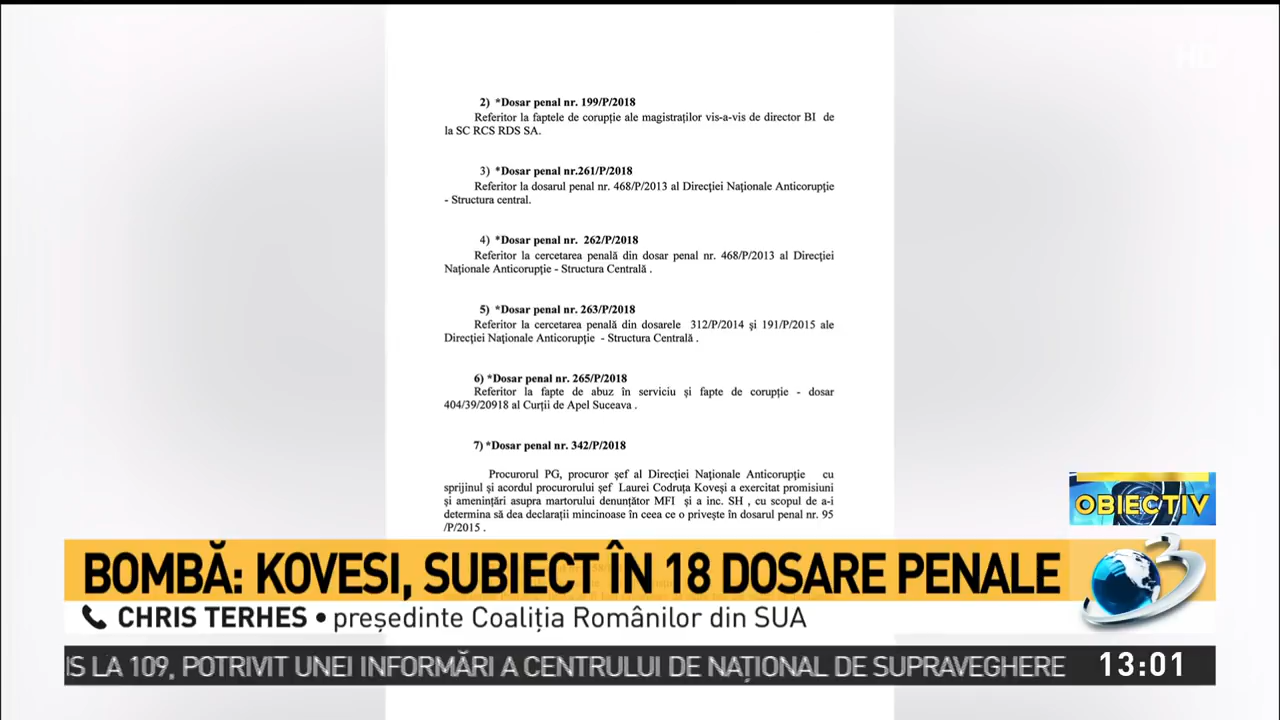 HD
2) *Dosar penal nr. 199/P/2018
Referitor la faptele de corupție ale magistraților vis-a-vis de director BI de
la SC RCS RDS SA.
3) *Dosar penal nr.261/P/2018
Referitor la dosarul penal nr. 468/P/2013 al Direcției Naționale Anticorupție
- Structura central.
4) *Dosar penal nr. 262/P/2018
Referitor la cercetarea penală din dosar penal nr. 468/P/2013 al Direcției
Naționale Anticorupție - Structura Centrală .
5) *Dosar penal nr. 263/P/2018
Referitor la cercetarea penală din dosarele 312/P/2014 și 191/P/2015 ale
Direcției Naționale Anticorupție - Structura Centrală .
6) *Dosar penal nr. 265/P/2018
Referitor la fapte de abuz în serviciu și fapte de corupție - dosar
404/39/20918 al Curții de Apel Suceava .
7) *Dosar penal nr. 342/P/2018
Procurorul PG, procuror șef al Direcției Naționale Anticorupție cu
sprijinul și acordul procurorului șef Laurei Codruța Kovești a exercitat promisiuni
și amenințări asupra martorului denunțător MFI și a inc. SH , cu scopul de a-i
determina să dea declarații mincinoase în ceea ce o privește în dosarul penal nr. 95
/P/2015 .
OBIECTIV
BOMBĂ: KOVESI, SUBIECT ÎN 18 DOSARE PENALE
3
CHRIS TERHES • președinte Coaliția Românilor din SUA
IS LA 109, POTRIVIT UNEI INFORMĂRI A CENTRULUI DE NAȚIONAL DE SUPRAVEGHERE
13:01